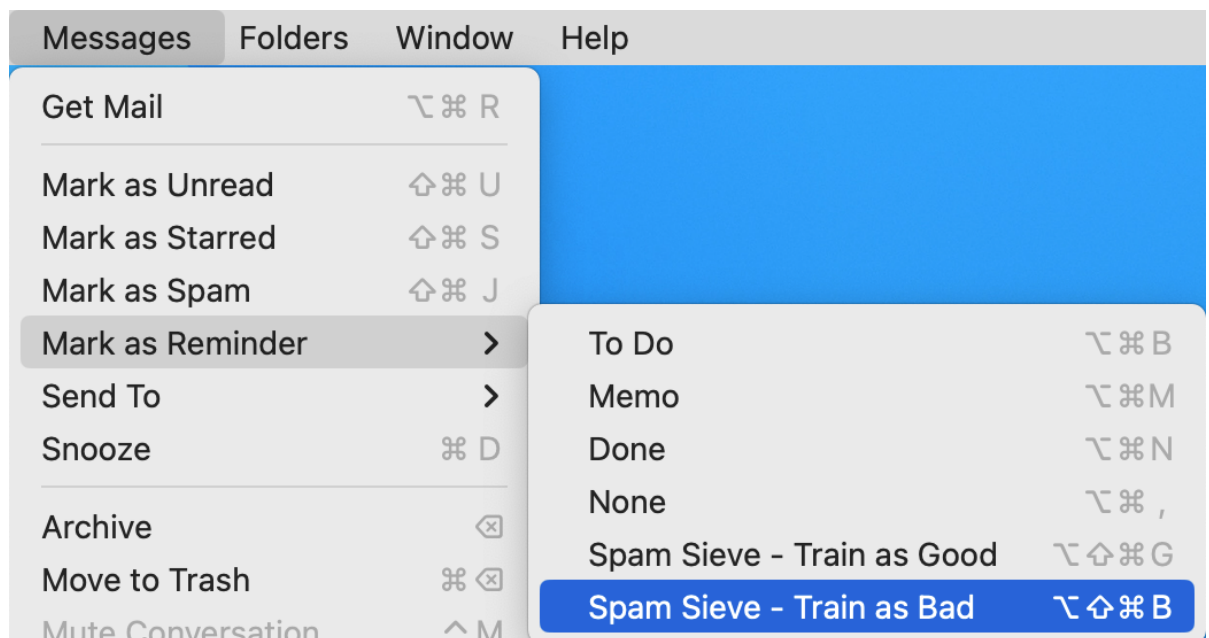 Messages Folders Window Help
Get Mail ⌥⌘ R
Mark as Unread ⇧⌘ U
Mark as Starred ⇧⌘ S
Mark as Spam ⇧⌘ J
Mark as Reminder >
Send To >
Snooze ⌘ D
Archive ⌫
Move to Trash ⌘⌫
Mute Conversation ^ M
To Do ⌥⌘B
Memo ⌥⌘M
Done ⌥⌘N
None ⌥⌘,
Spam Sieve - Train as Good ⌥⇧⌘G
Spam Sieve - Train as Bad ⌥⇧⌘B